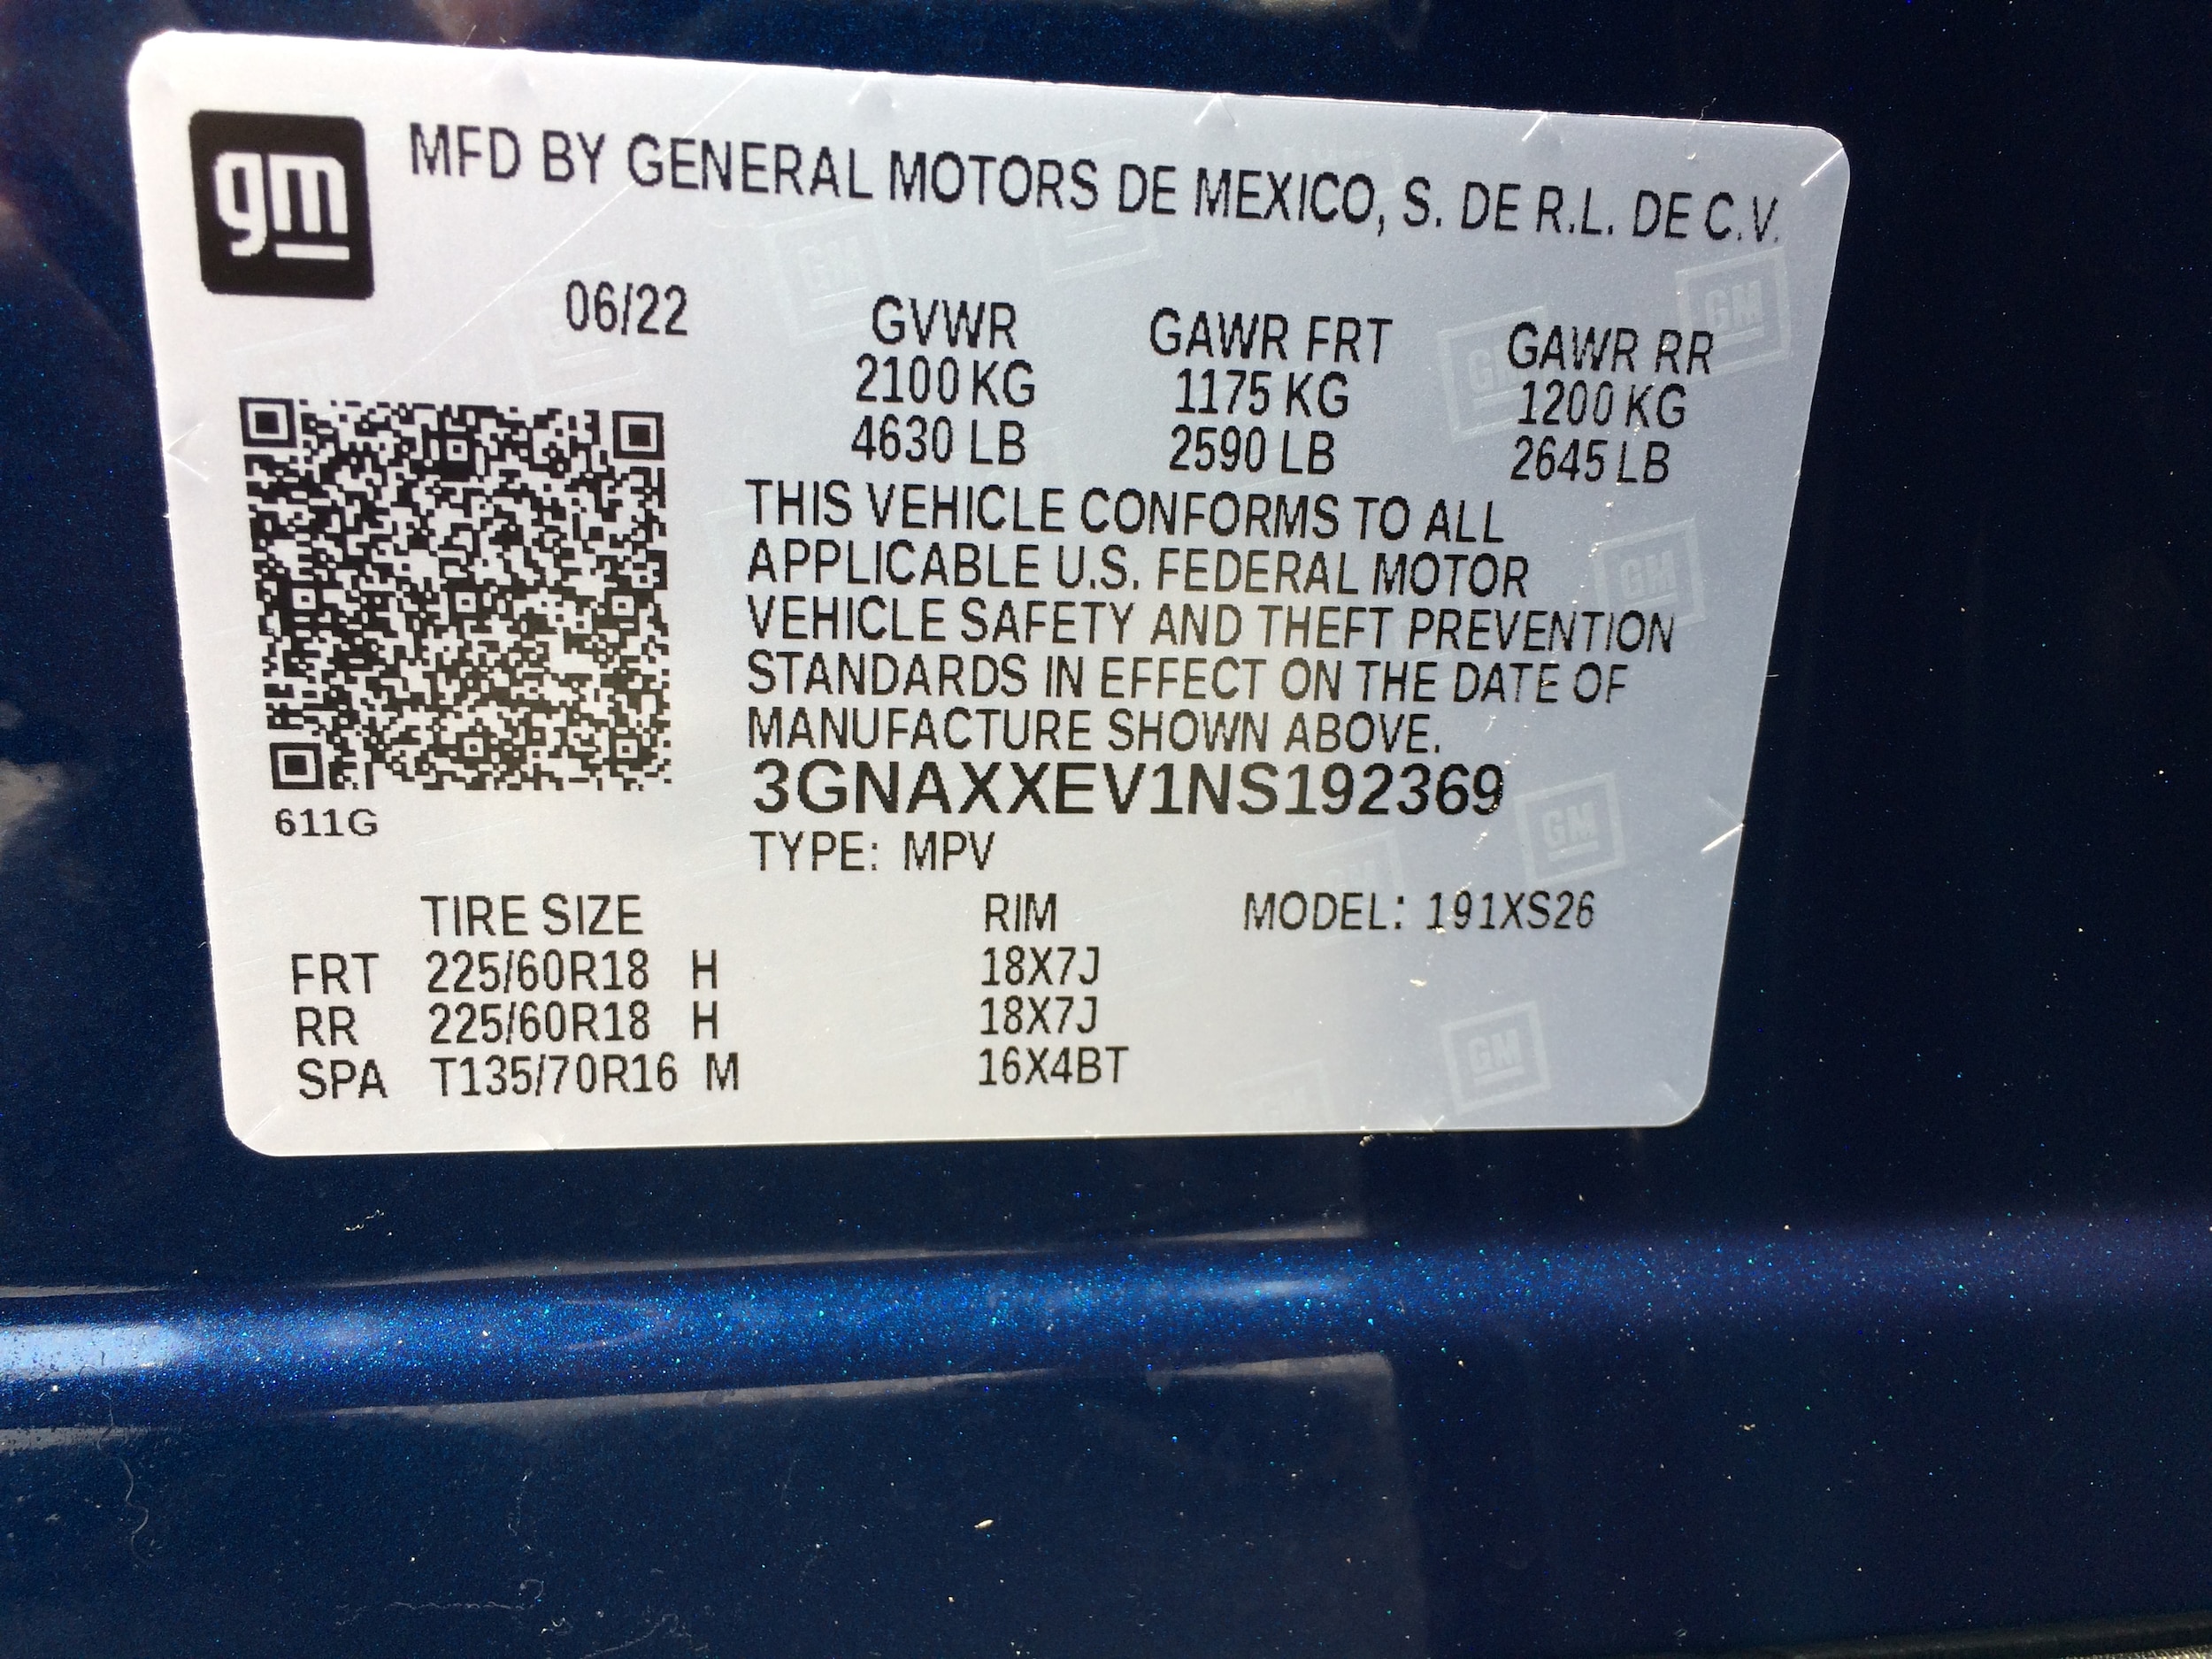 gm
MFD BY GENERAL MOTORS DE MEXICO, S. DE R.L. DE C.V.
06/22
GVWR GAWR FRT GAWR RR
2100 KG 1175 KG 1200 KG
4630 LB 2590 LB 2645 LB
THIS VEHICLE CONFORMS TO ALL
APPLICABLE U.S. FEDERAL MOTOR
VEHICLE SAFETY AND THEFT PREVENTION
STANDARDS IN EFFECT ON THE DATE OF
MANUFACTURE SHOWN ABOVE.
3GNAXXEV1NS192369
611G
TYPE: MPV
TIRE SIZE RIM MODEL: 191XS26
FRT 225/60R18 H 18X7J
RR 225/60R18 H 18X7J
SPA T135/70R16 M 16X4BT